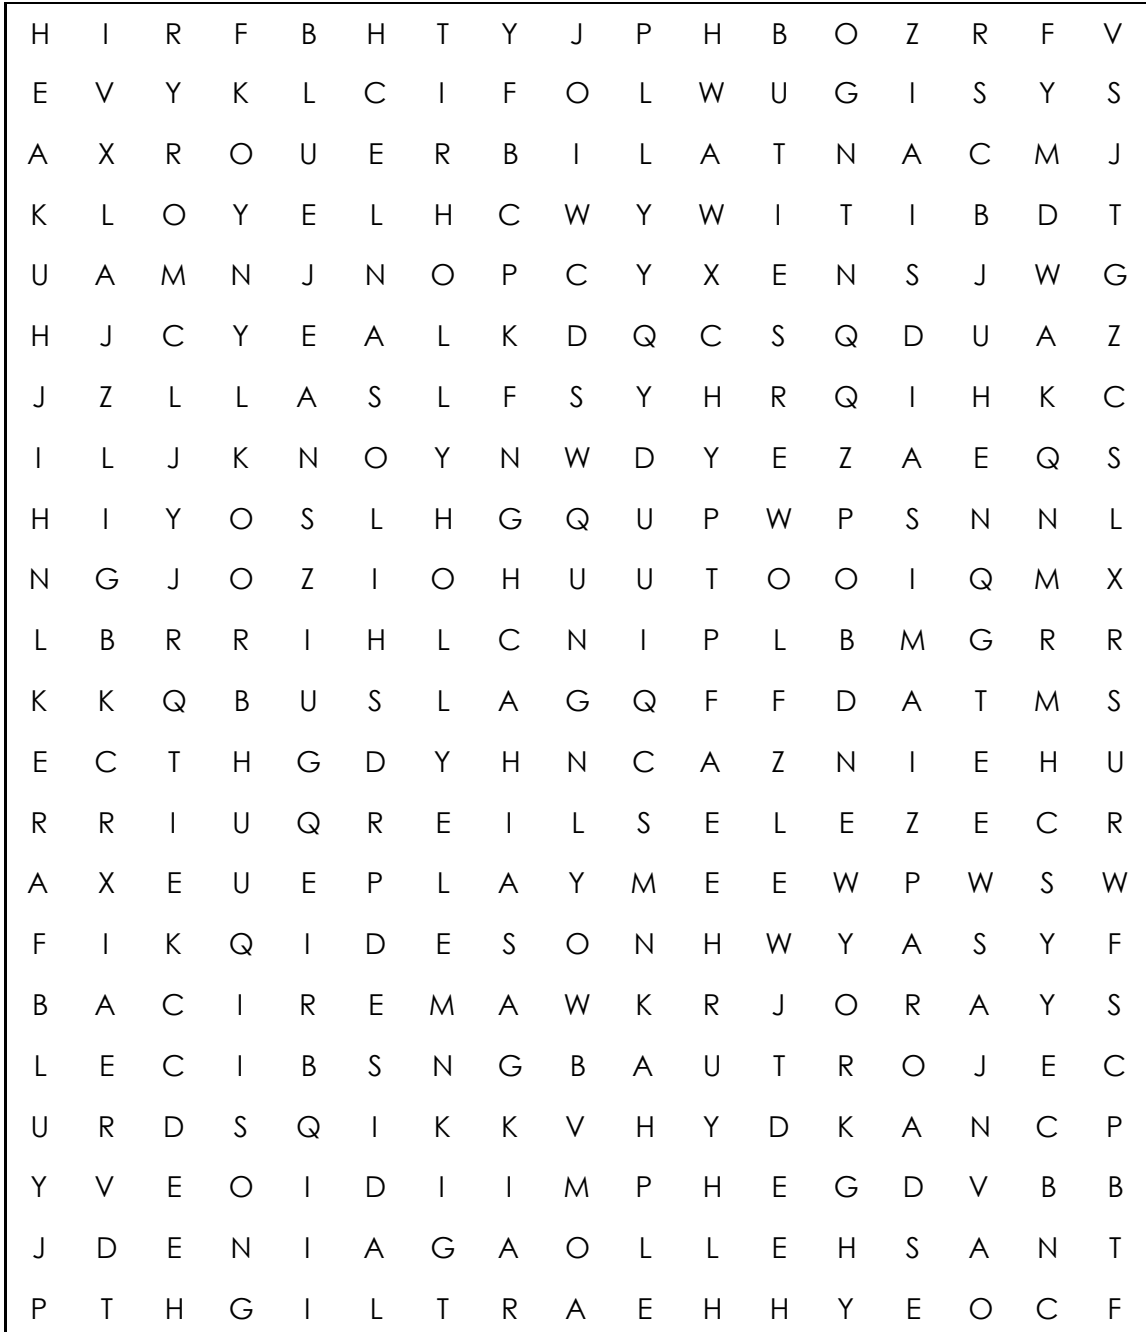 H I R F B H T Y J P H B O Z R F V
E V Y K L C I F O L W U G I S Y S
A X R O U E R B I L A T N A C M J
K L O Y E L H C W Y W I T I B D T
U A M N J N O P C Y X E N S J W G
H J C Y E A L K D Q C S Q D U A Z
J Z L L A S L F S Y H R Q I H K C
I L J K N O Y N W D Y E Z A E Q S
H I Y O S L H G Q U P W P S N N L
N G J O Z I O H U U T O O I Q M X
L B R R I H L C N I P L B M G R R
K K Q B U S L A G Q F F D A T M S
E C T H G D Y H N C A Z N I E H U
R R I U Q R E I L S E L E Z E C R
A X E U E P L A Y M E E W P W S W
F I K Q I D E S O N H W Y A S Y F
B A C I R E M A W K R J O R A Y S
L E C I B S N G B A U T R O J E C
U R D S Q I K K V H Y D K A N C P
Y V E O I D I I M P H E G D V B B
J D E N I A G A O L L E H S A N T
P T H G I L T R A E H H Y E O C F